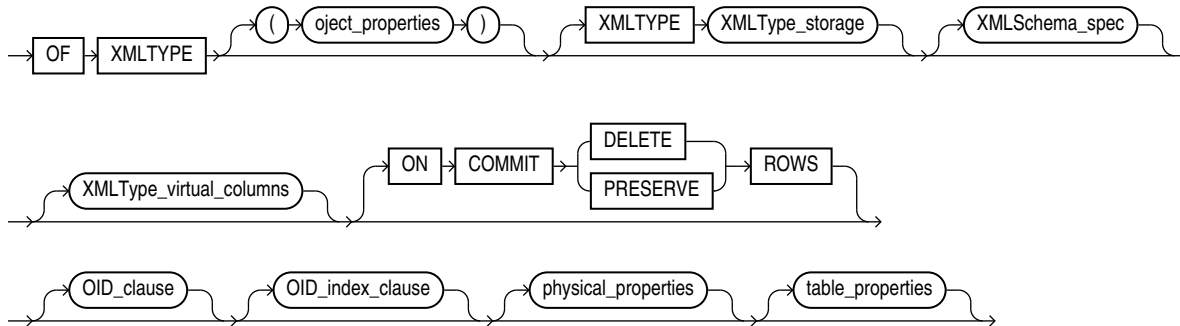 ( oject_properties ) XMLTYPE XMLType_storage XMLSchema_spec
OF XMLTYPE
DELETE
ON COMMIT ROWS
PRESERVE
XMLType_virtual_columns
OID_clause OID_index_clause physical_properties table_properties